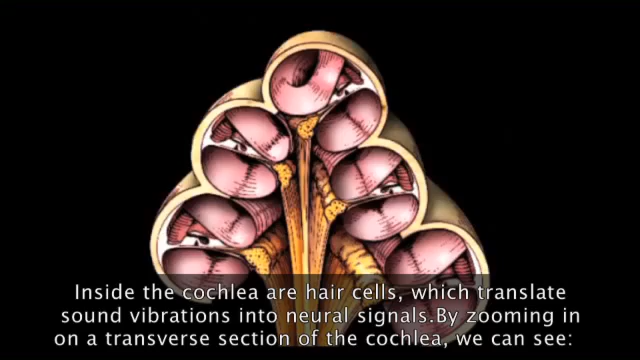 Inside the cochlea are hair cells, which translate
sound vibrations into neural signals.By zooming in
on a transverse section of the cochlea, we can see: